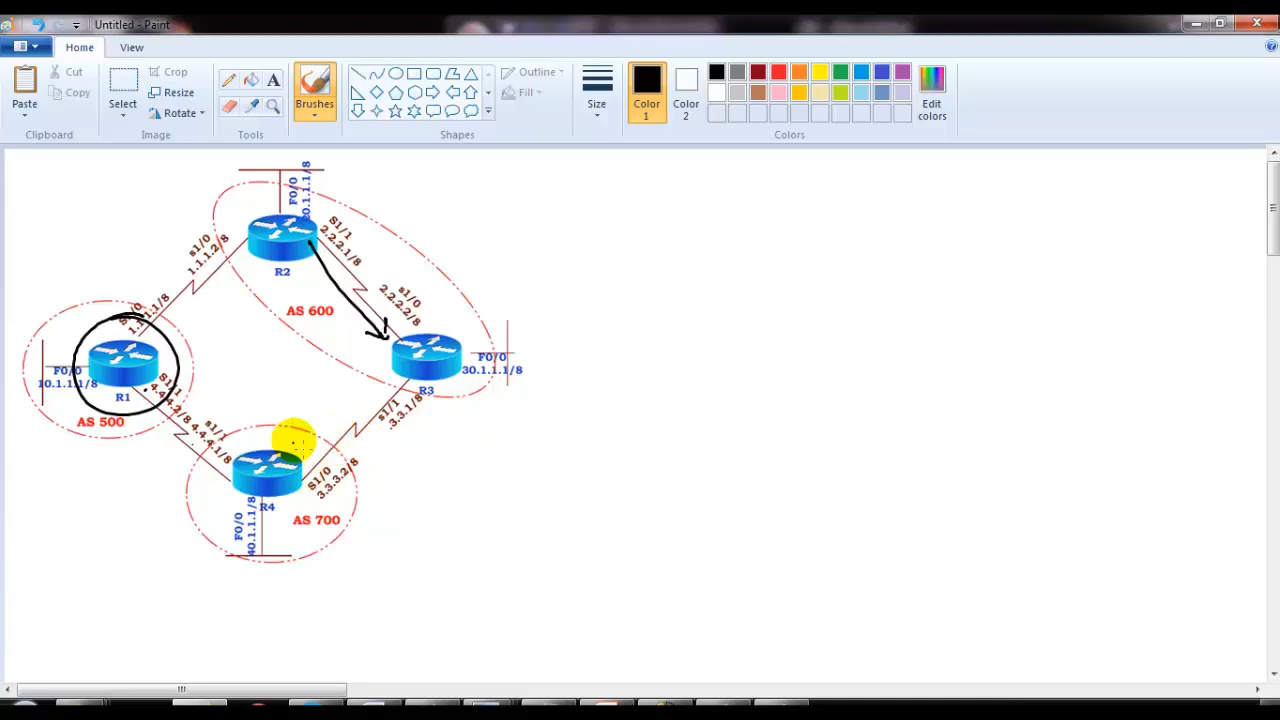 Untitled - Paint
Home
View
Paste
Cut
Copy
Clipboard
Select
Crop
Resize
Rotate
Image
A
Tools
Brushes
Outline
Fill
Shapes
Size
Color 1
Color 2
Edit colors
Colors
F0/0
20.1.1.1/8
R2
S1/1
2.2.2.1/8
s1/0
1.1.1.2/8
s1/0
2.2.2.2/8
AS 600
1.1.1.1/8
F0/0
30.1.1.1/8
R3
F0/0
10.1.1.1/8
R1
S1/1
4.4.4.2/8
AS 500
s1/1
4.4.4.1/8
s1/1
.3.3.1/8
R4
S1/0
3.3.3.2/8
AS 700
F0/0
40.1.1.1/8